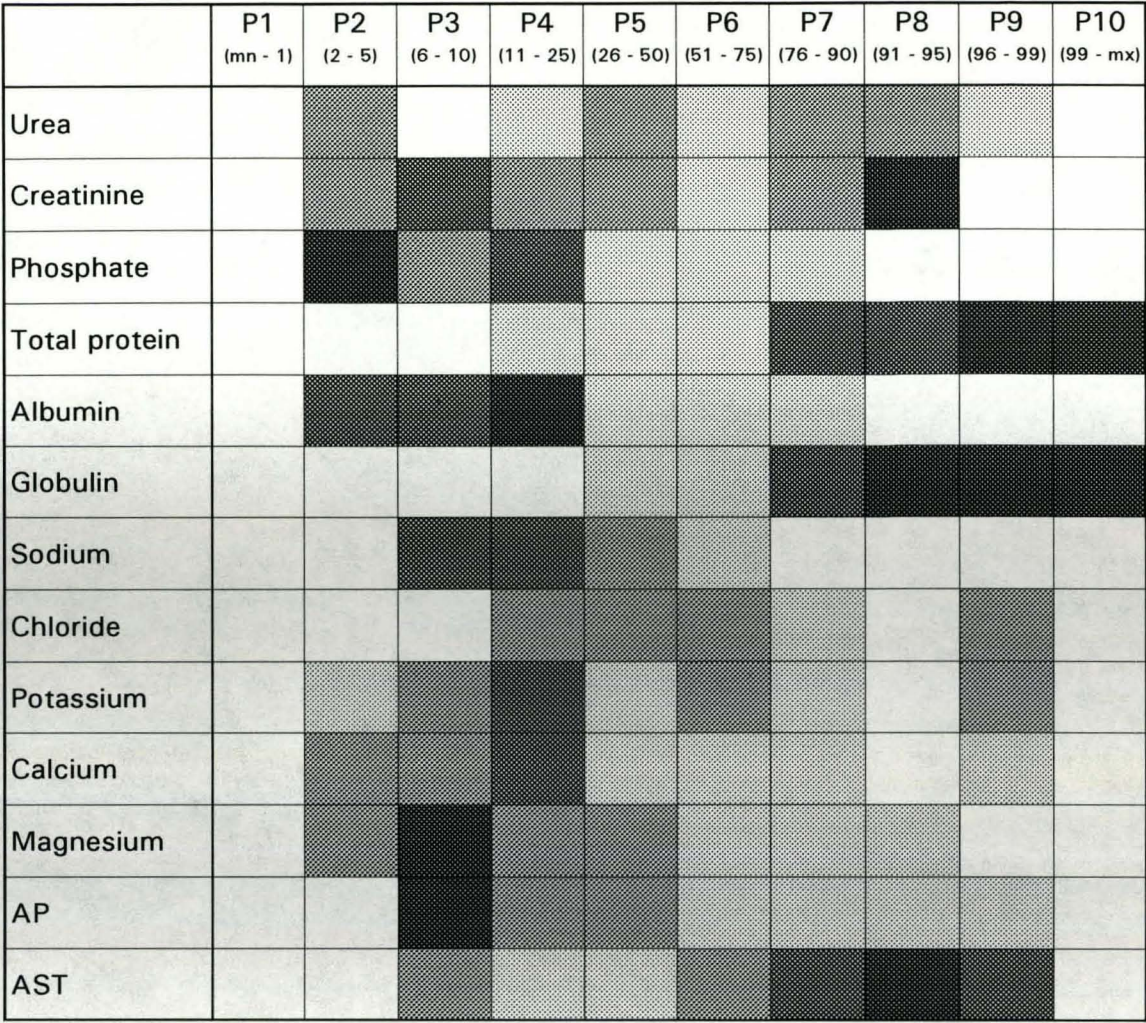 P1 P2 P3 P4 P5 P6 P7 P8 P9 P10
(mn - 1) (2 - 5) (6 - 10) (11 - 25) (26 - 50) (51 - 75) (76 - 90) (91 - 95) (96 - 99) (99 - mx)
Urea
Creatinine
Phosphate
Total protein
Albumin
Globulin
Sodium
Chloride
Potassium
Calcium
Magnesium
AP
AST